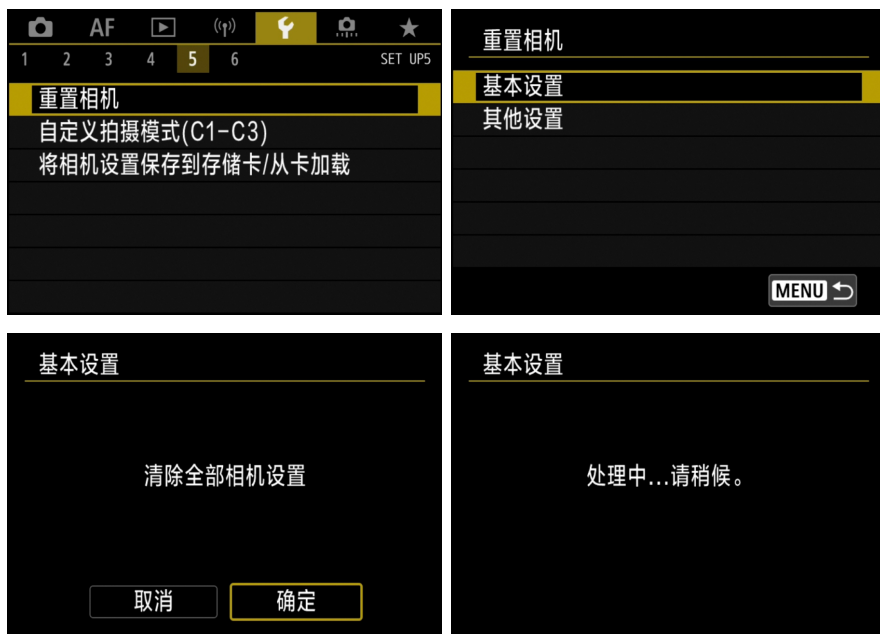 AF ((ๅ))
1 2 3 4 5 6 SET UP5
重置相机
自定义拍摄模式(C1-C3)
将相机设置保存到存储卡/从卡加载
重置相机
基本设置
其他设置
MENU
基本设置
清除全部相机设置
取消 确定
基本设置
处理中...请稍候。